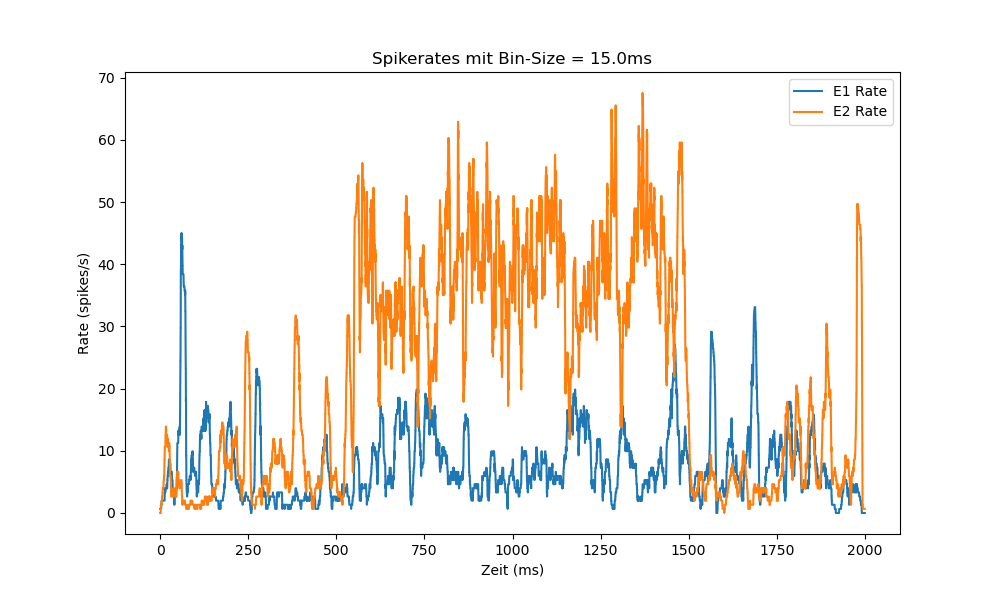 Spikerates mit Bin-Size = 15.0ms
E1 Rate
E2 Rate
Rate (spikes/s)
70
60
50
40
30
20
10
0
0 250 500 750 1000 1250 1500 1750 2000
Zeit (ms)